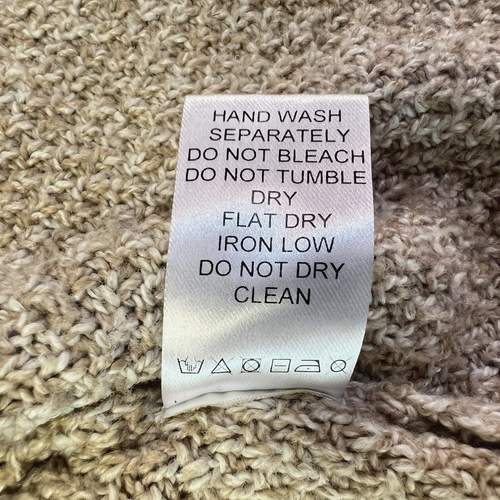 HAND WASH
SEPARATELY
DO NOT BLEACH
DO NOT TUMBLE
DRY
FLAT DRY
IRON LOW
DO NOT DRY
CLEAN